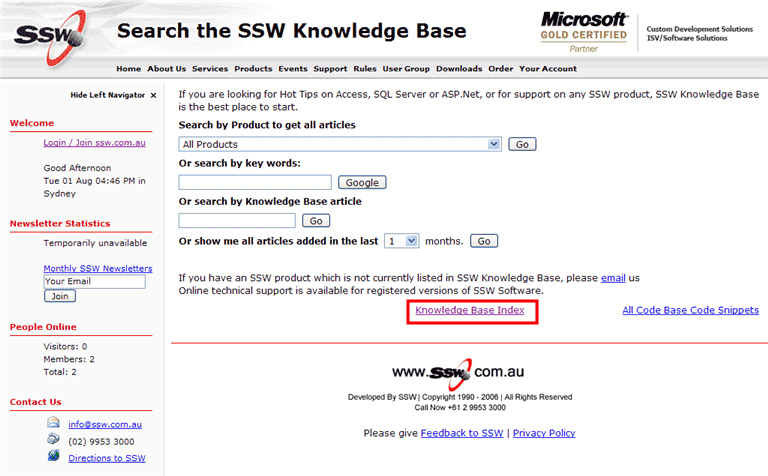 SSW
Search the SSW Knowledge Base
Microsoft
GOLD CERTIFIED
Partner
Custom Development Solutions
ISV/Software Solutions
Home About Us Services Products Events Support Rules User Group Downloads Order Your Account
Hide Left Navigator x
Welcome
Login / Join ssw.com.au
Good Afternoon
Tue 01 Aug 04:46 PM in
Sydney
Newsletter Statistics
Temporarily unavailable
Monthly SSW Newsletters
Your Email
Join
People Online
Visitors: 0
Members: 2
Total: 2
Contact Us
info@ssw.com.au
(02) 9953 3000
Directions to SSW
If you are looking for Hot Tips on Access, SQL Server or ASP.Net, or for support on any SSW product, SSW Knowledge Base
is the best place to start.
Search by Product to get all articles
All Products Go
Or search by key words:
Google
Or search by Knowledge Base article
Go
Or show me all articles added in the last 1 months. Go
If you have an SSW product which is not currently listed in SSW Knowledge Base, please email us
Online technical support is available for registered versions of SSW Software.
Knowledge Base Index All Code Base Code Snippets
www.SSW.com.au
Developed By SSW | Copyright 1990 - 2006 | All Rights Reserved
Call Now +61 2 9953 3000
Please give Feedback to SSW | Privacy Policy